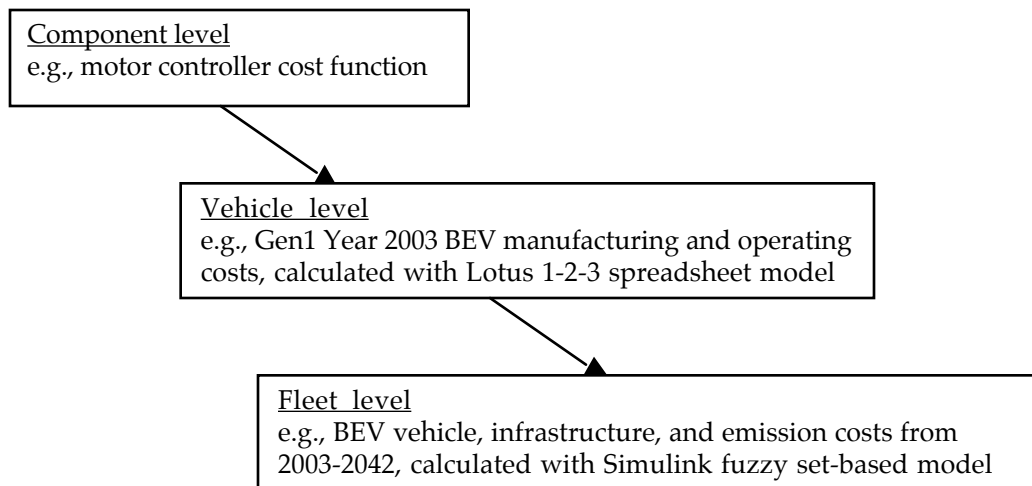 Component level
e.g., motor controller cost function
Vehicle level
e.g., Gen1 Year 2003 BEV manufacturing and operating
costs, calculated with Lotus 1-2-3 spreadsheet model
Fleet level
e.g., BEV vehicle, infrastructure, and emission costs from
2003-2042, calculated with Simulink fuzzy set-based model